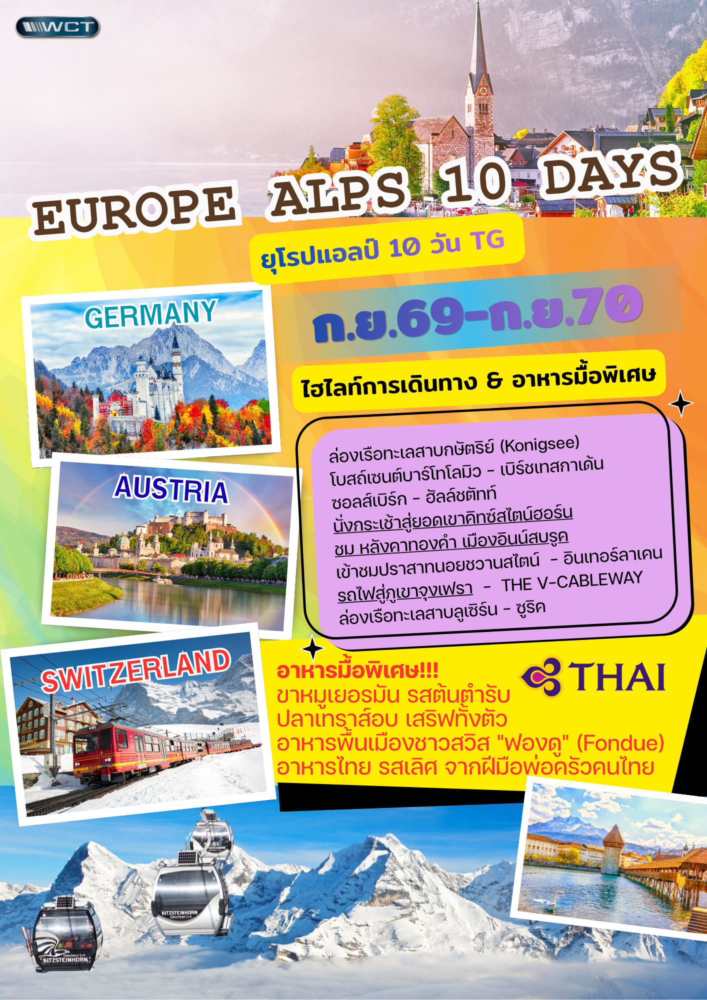 WCT
EUROPE ALPS 10 DAYS
ยุโรปแอลป์ 10 วัน TG
ก.ย.69-ก.ย.70
ไฮไลท์การเดินทาง & อาหารมื้อพิเศษ
GERMANY
AUSTRIA
SWITZERLAND
ล่องเรือทะเลสาบกษัตริย์ (Konigsee)
โบสถ์เซนต์บาร์โทโลมิว - เบิร์ชเทสกาเด้น
ซอลส์เบิร์ก - ฮัลล์ชตัทท์
นั่งกระเช้าสู่ยอดเขาคิทซ์สไตน์ฮอร์น
ชม หลังคาทองคำ เมืองอินน์สบรูค
เข้าชมปราสาทนอยชวานสไตน์ - อินเทอร์ลาเคน
รถไฟสู่ภูเขาจุงเฟรา - THE V-CABLEWAY
ล่องเรือทะเลสาบลูเซิร์น - ซูริค
อาหารมื้อพิเศษ!!!
THAI
ขาหมูเยอรมัน รสต้นตำรับ
ปลาเทราส์อบ เสริฟทั้งตัว
อาหารพื้นเมืองชาวสวิส "ฟองดู" (Fondue)
อาหารไทย รสเลิศ จากฝีมือพ่อครัวคนไทย
214
KITZSTEINHORN
Gletscherjet 3+4
KITZSTEINHORN
Gletscherjet 3+4